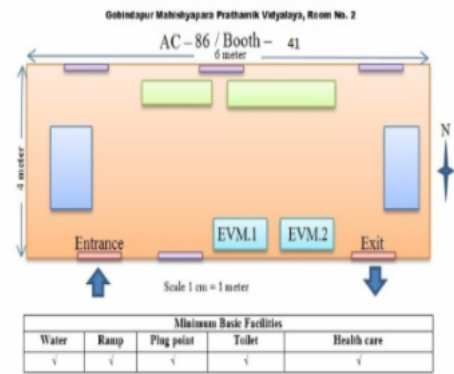 Gobindapur Mahishyapara Prathamik Vidyalaya, Room No. 2
AC – 86 / Booth – 41
6 meter
4 meter
N
EVM.1 EVM.2
Entrance Exit
Scale 1 cm = 1 meter
Minimum Basic Facilities
Water Ramp Plug point Toilet Health care
√ √ √ √ √